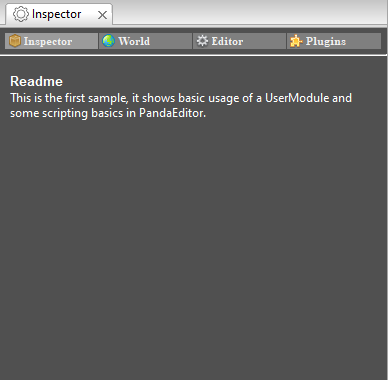 Inspector
Inspector World Editor Plugins
Readme
This is the first sample, it shows basic usage of a UserModule and
some scripting basics in PandaEditor.